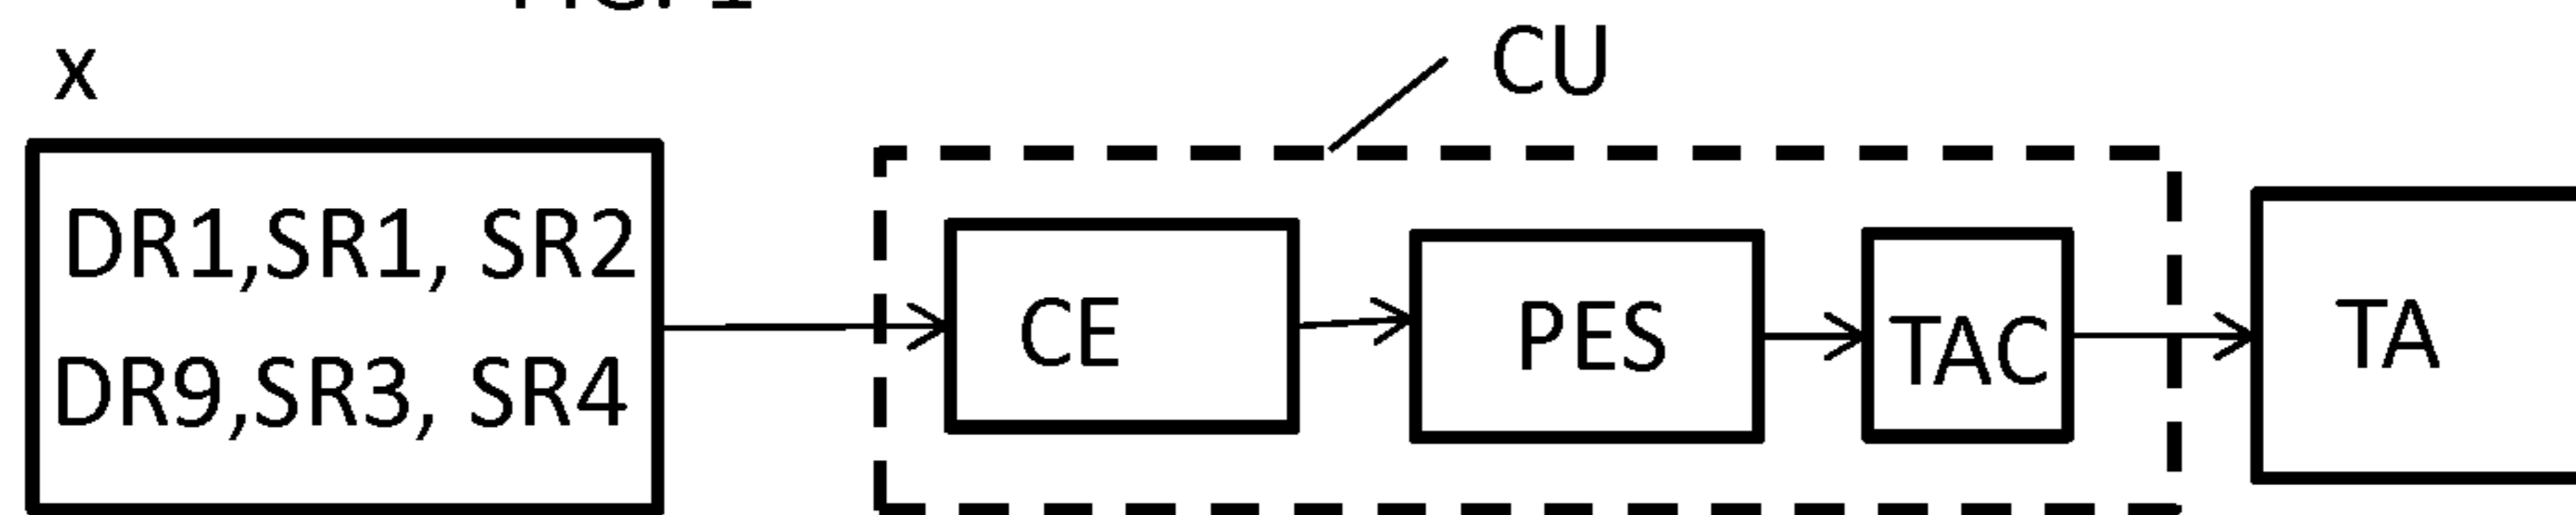 CU
x
DR1,SR1, SR2
DR9,SR3, SR4
CE
PES
TAC
TA